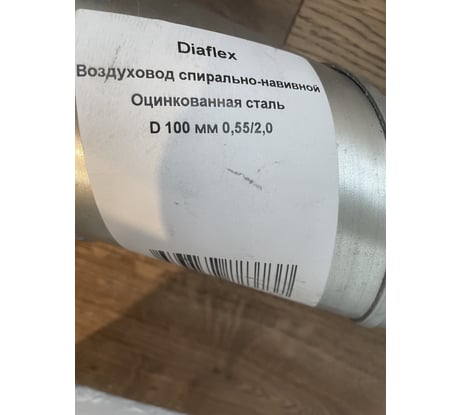 Diaflex
Воздуховод спирально-навивной
Оцинкованная сталь
D 100 мм 0,55/2,0